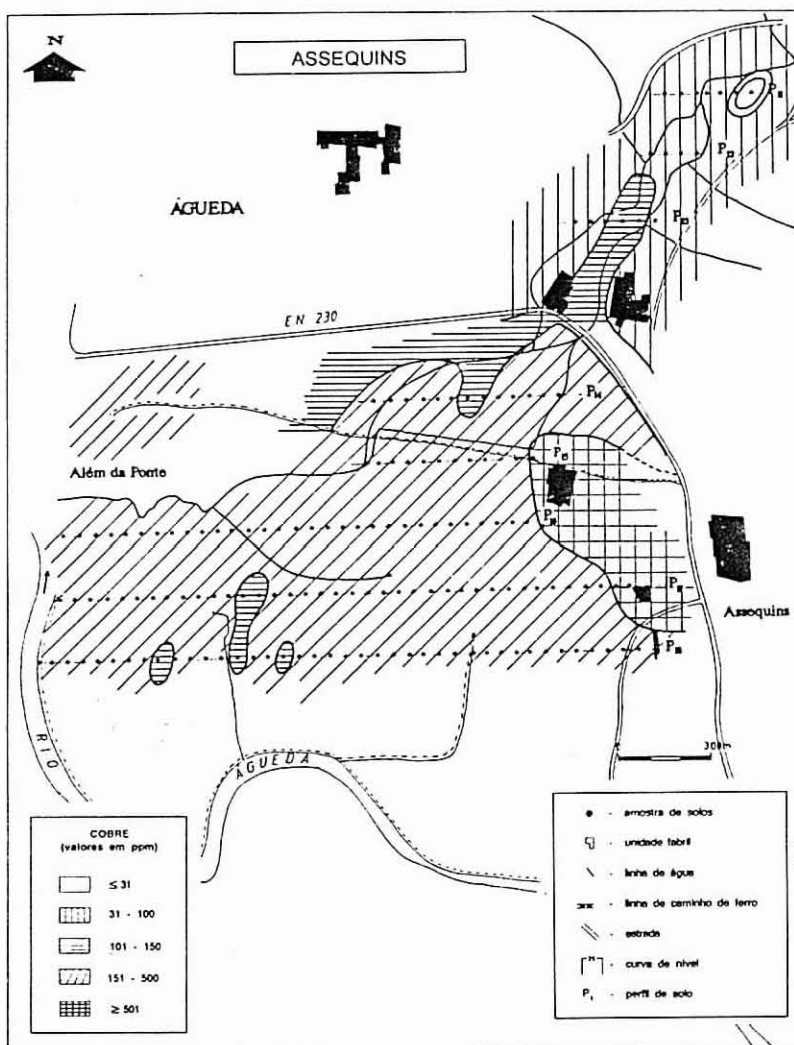 N
ASSEQUINS
ÁGUEDA
EN 230
Além da Ponte
Assequins
RIO
ÁGUEDA
300m
COBRE
(valores em ppm)
≤ 31
31 - 100
101 - 150
151 - 500
≥ 501
- amostra de solos
- unidade fabril
- linha de água
- linha de caminho de ferro
- estrada
- curva de nível
P₁ - perfil de solo